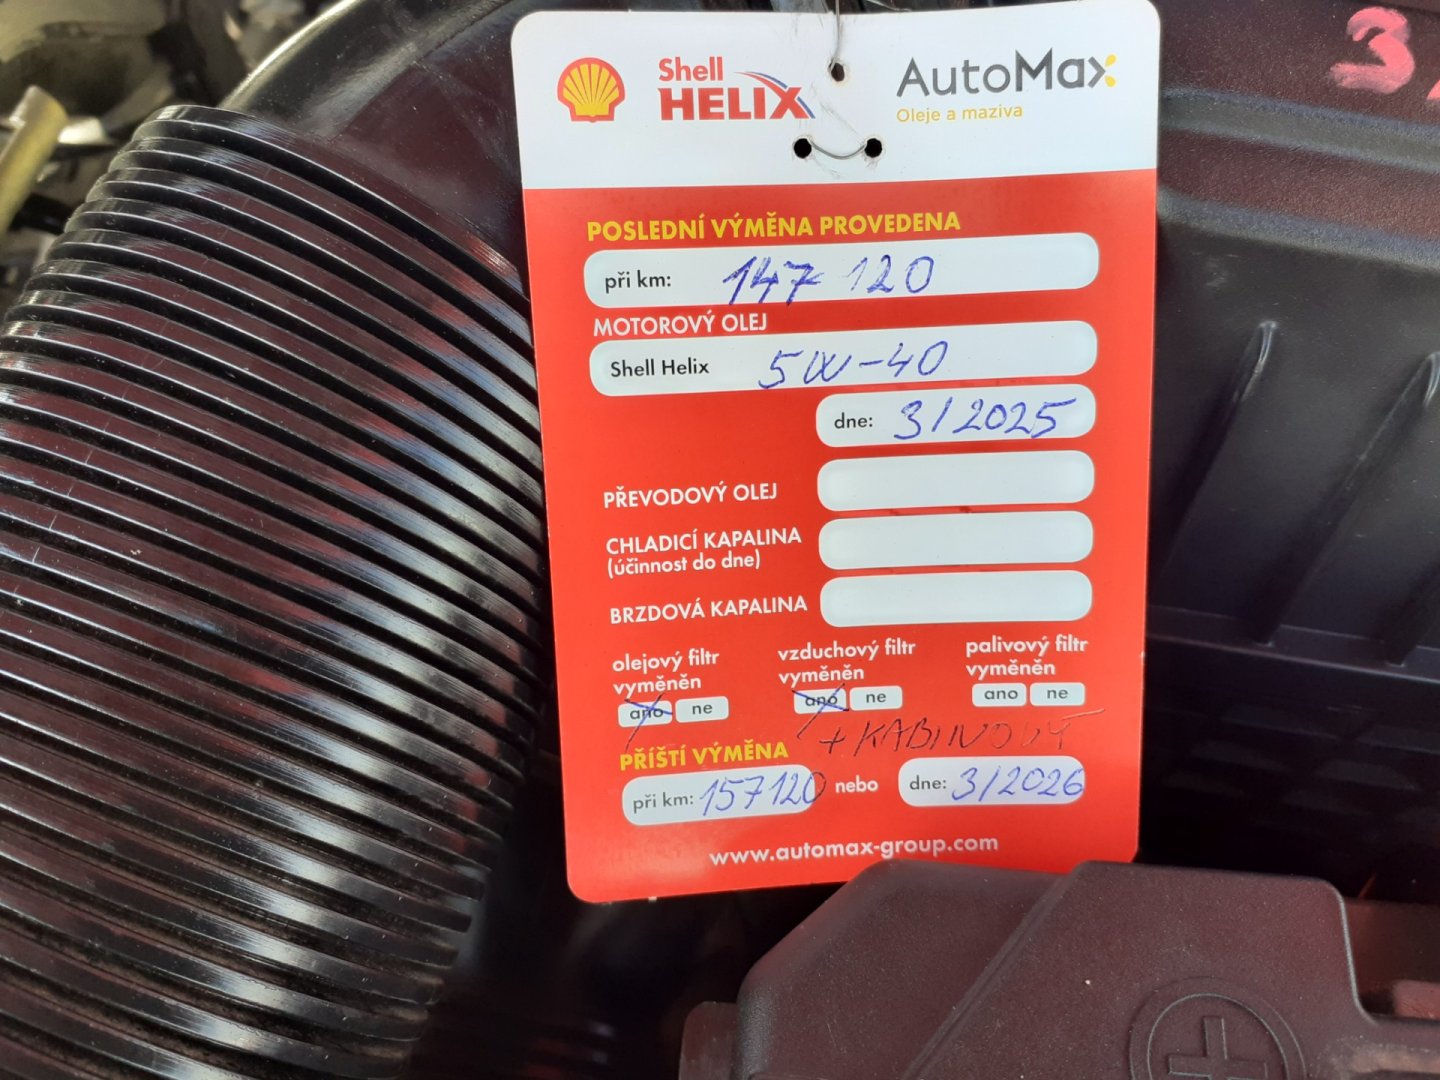 Shell
HELIX
AutoMax
Oleje a maziva
POSLEDNÍ VÝMĚNA PROVEDENA
při km: 147 120
MOTOROVÝ OLEJ
Shell Helix 5W-40
dne: 3/2025
PŘEVODOVÝ OLEJ
CHLADICÍ KAPALINA
(účinnost do dne)
BRZDOVÁ KAPALINA
olejový filtr
vyměněn
ano ne
vzduchový filtr
vyměněn
ano ne
palivový filtr
vyměněn
ano ne
+ KABINOVÝ
PŘÍŠTÍ VÝMĚNA
při km: 157120 nebo dne: 3/2026
www.automax-group.com